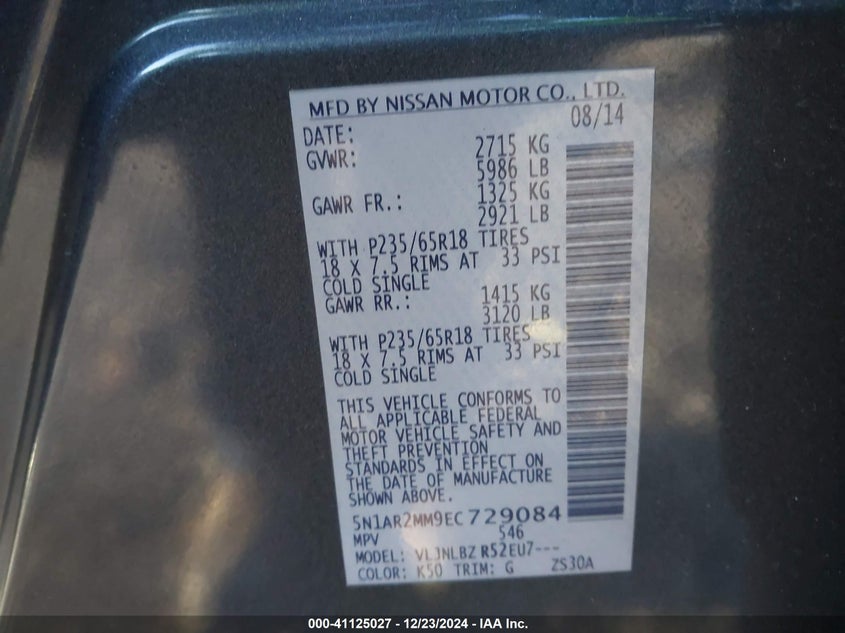 MFD BY NISSAN MOTOR CO., LTD.
DATE: 08/14
GVWR: 2715 KG
5986 LB
GAWR FR.: 1325 KG
2921 LB
WITH P235/65R18 TIRES
18 X 7.5 RIMS AT 33 PSI
COLD SINGLE
GAWR RR.: 1415 KG
3120 LB
WITH P235/65R18 TIRES
18 X 7.5 RIMS AT 33 PSI
COLD SINGLE
THIS VEHICLE CONFORMS TO
ALL APPLICABLE FEDERAL
MOTOR VEHICLE SAFETY AND
THEFT PREVENTION
STANDARDS IN EFFECT ON
THE DATE OF MANUFACTURE
SHOWN ABOVE.
5N1AR2MM9EC729084
MPV 546
MODEL: VLJNLBZ R52EU7---
COLOR: K50 TRIM: G ZS30A
000-41125027 - 12/23/2024 - IAA Inc.